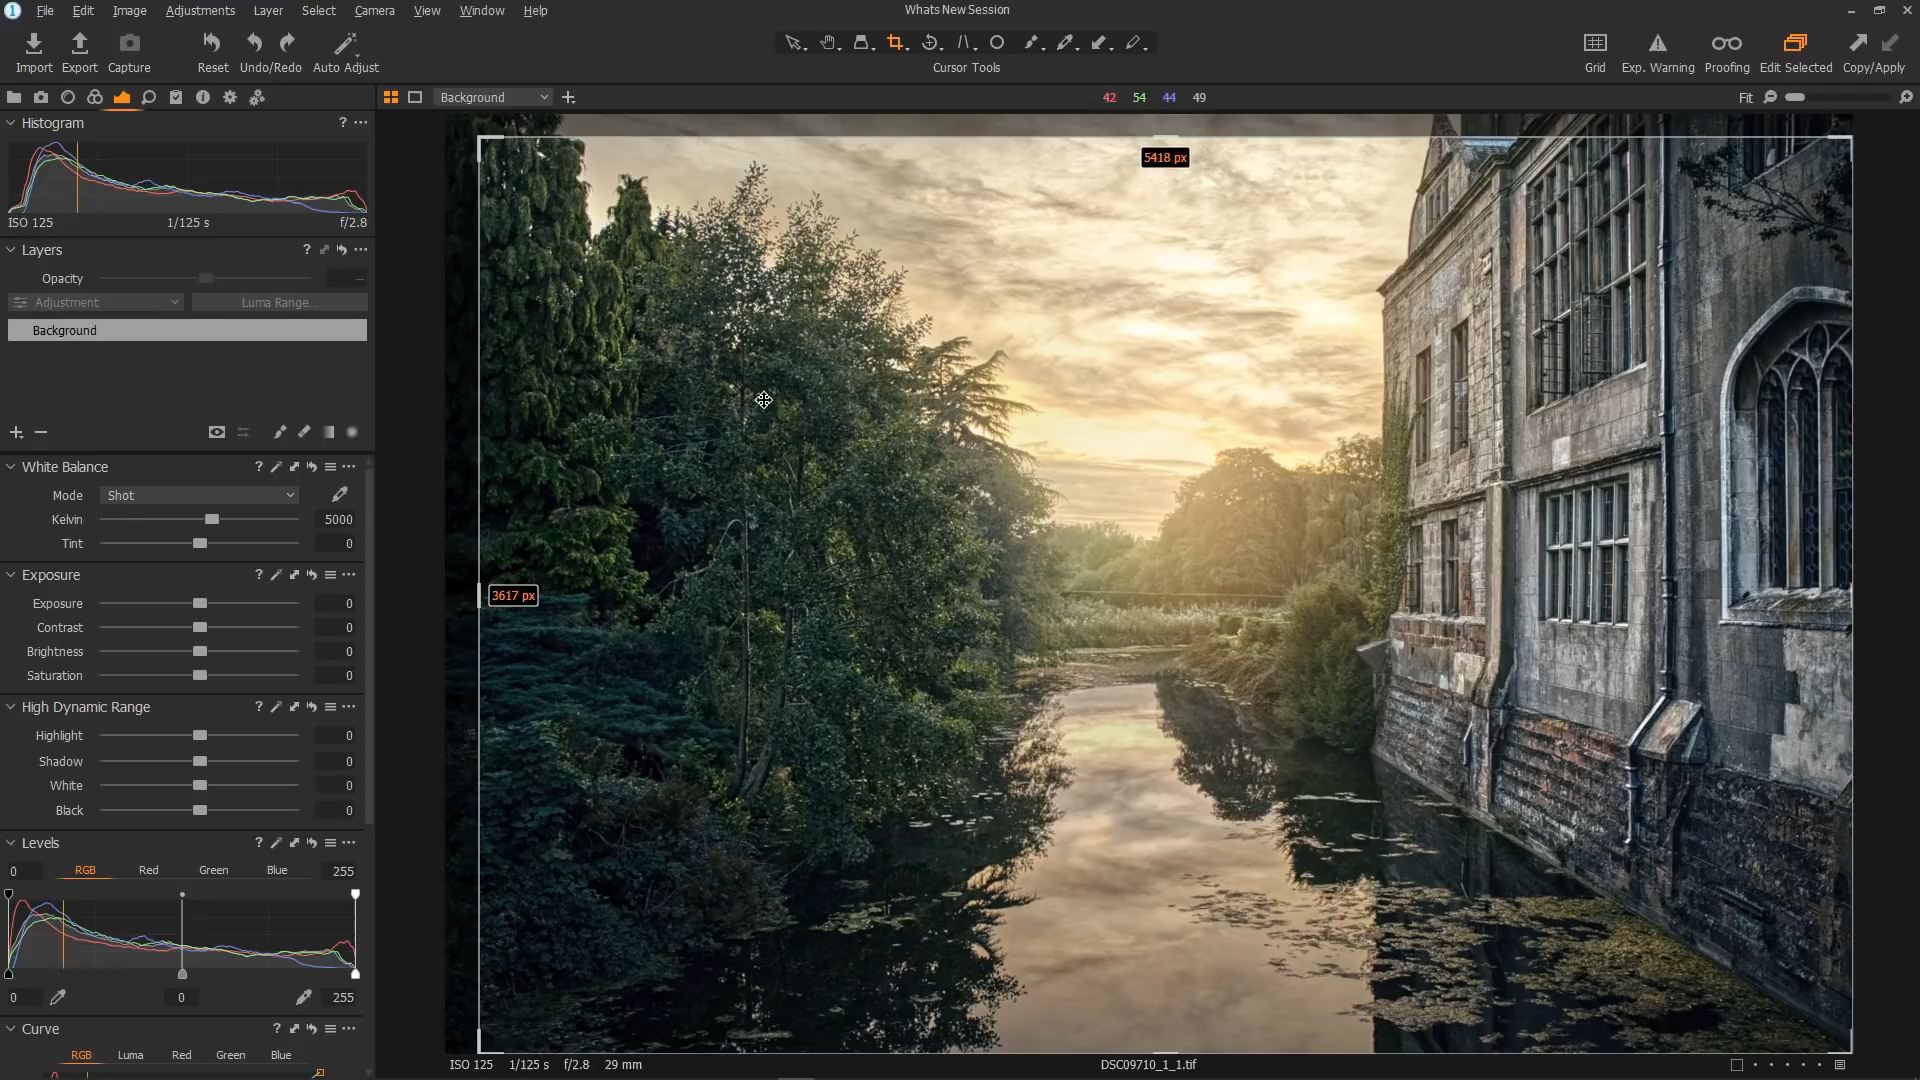 1 File Edit Image Adjustments Layer Select Camera View Window Help
Whats New Session
Import Export Capture Reset Undo/Redo Auto Adjust
Cursor Tools
Grid Exp. Warning Proofing Edit Selected Copy/Apply
Background
42 54 44 49
Fit
Histogram ?
ISO 125 1/125 s f/2.8
Layers ?
Opacity
Adjustment Luma Range...
Background
White Balance ?
Mode Shot
Kelvin 5000
Tint 0
Exposure ?
Exposure 0
Contrast 0
Brightness 0
Saturation 0
High Dynamic Range ?
Highlight 0
Shadow 0
White 0
Black 0
Levels ?
0 RGB Red Green Blue 255
0 0 255
Curve ?
RGB Luma Red Green Blue
5418 px
3617 px
ISO 125 1/125 s f/2.8 29 mm
DSC09710_1_1.tif